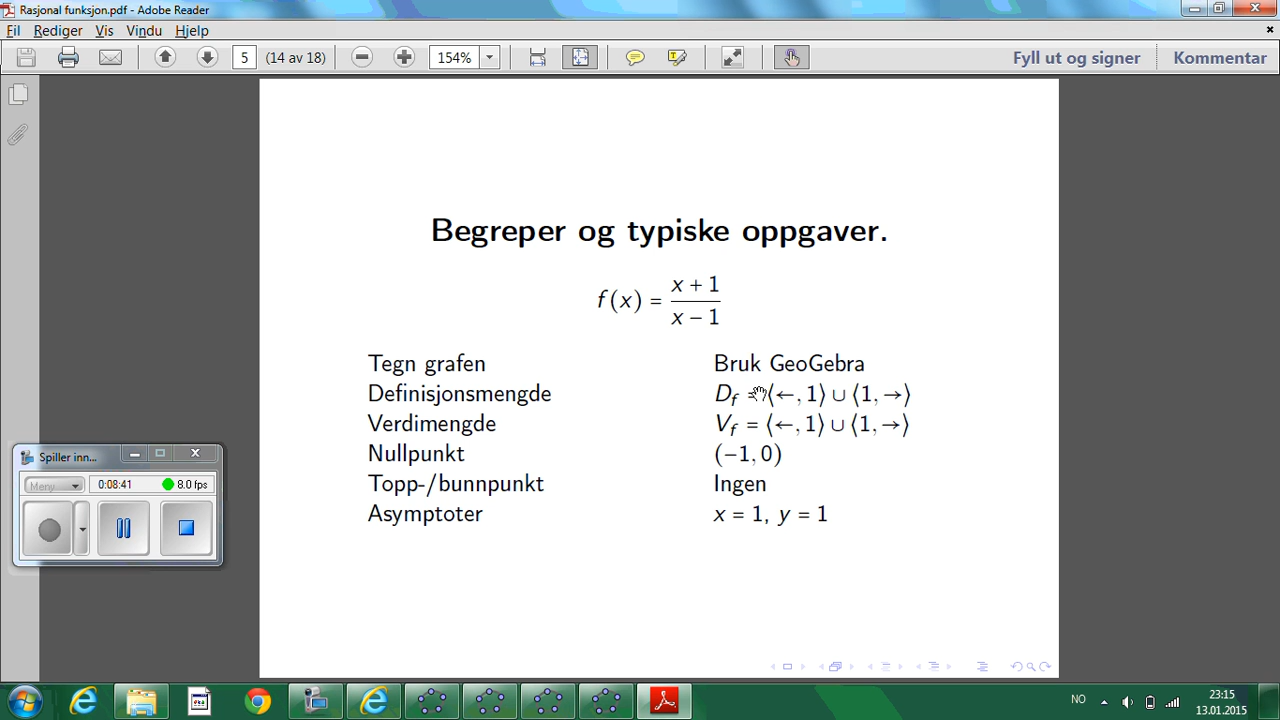 Rasjonal funksjon.pdf - Adobe Reader
Fil Rediger Vis Vindu Hjelp
5 (14 av 18) 154% Fyll ut og signer Kommentar
Begreper og typiske oppgaver.
f(x) = \frac{x + 1}{x − 1}
Tegn grafen Bruk GeoGebra
Definisjonsmengde D_f = ⟨←, 1⟩ ∪ ⟨1, →⟩
Verdimengde V_f = ⟨←, 1⟩ ∪ ⟨1, →⟩
Nullpunkt (−1, 0)
Topp-/bunnpunkt Ingen
Asymptoter x = 1, y = 1
Spiller inn...
Meny 0:08:41 8.0 fps
NO 23:15
13.01.2015